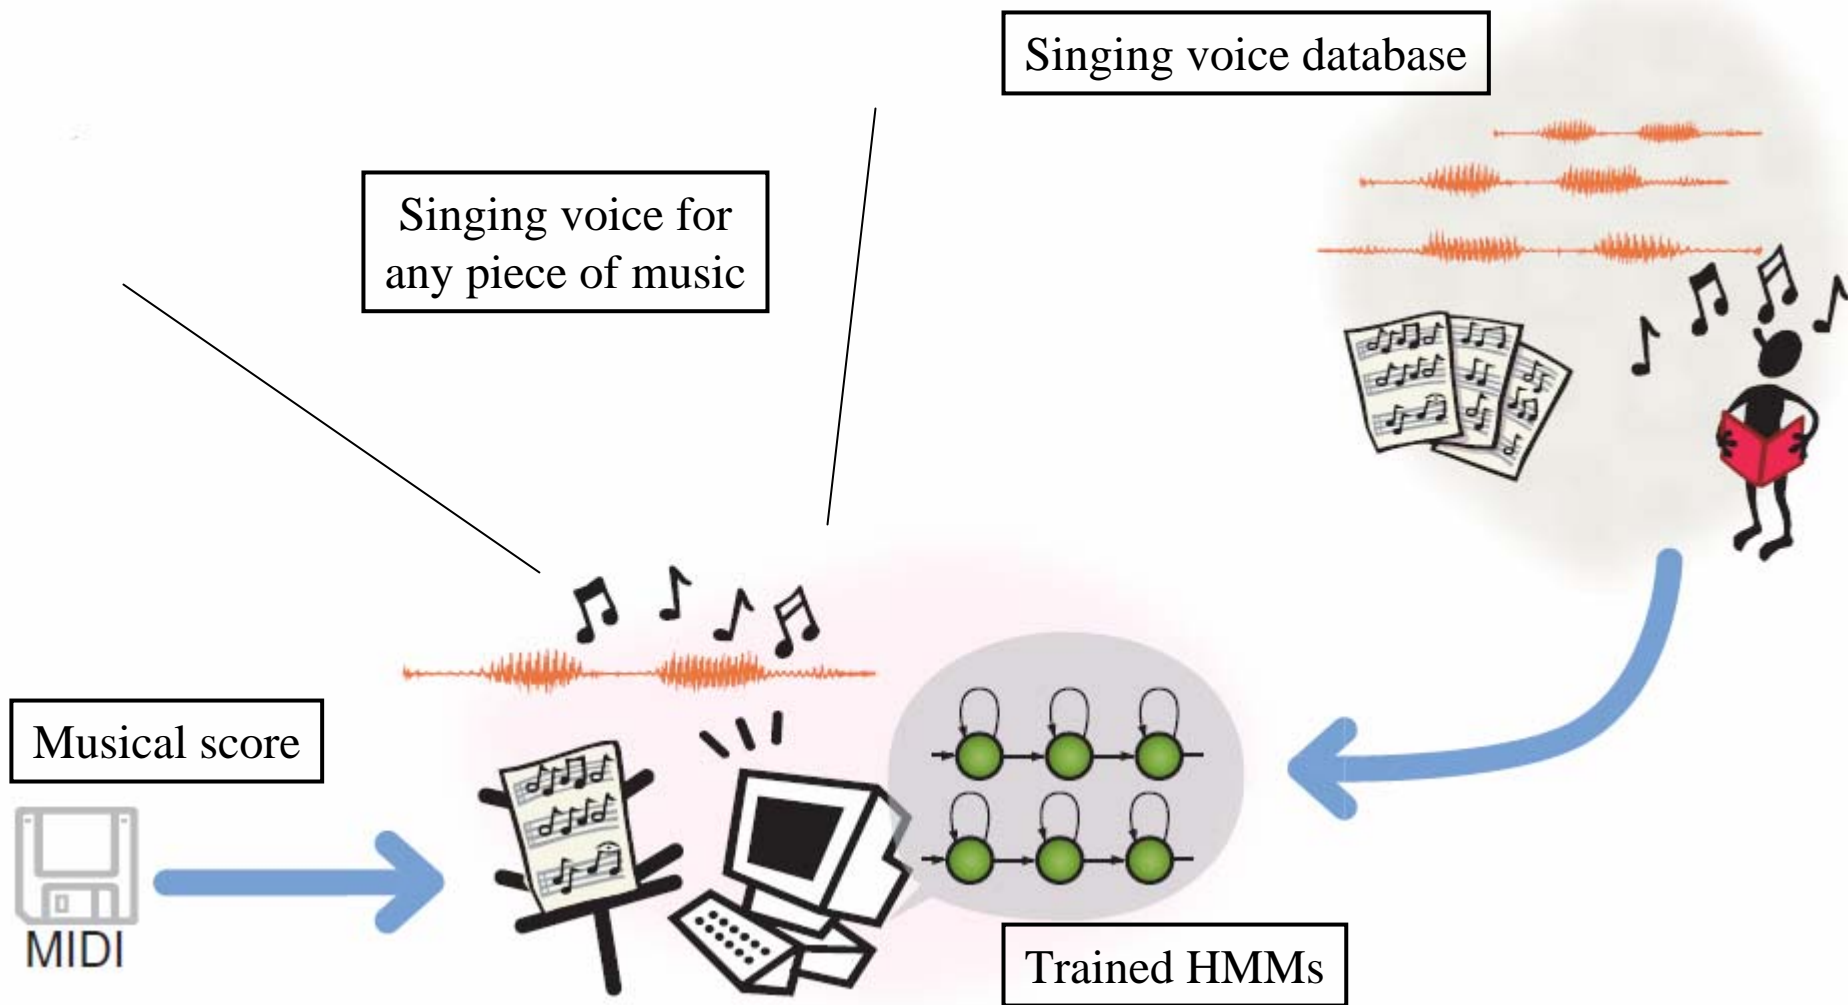 Singing voice database
Singing voice for
any piece of music
Musical score
MIDI
Trained HMMs